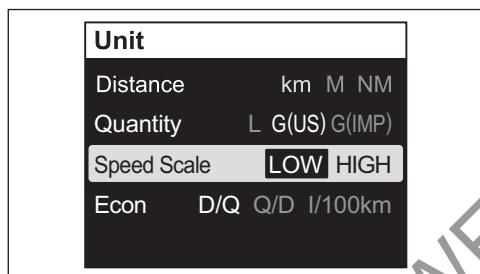 Unit
Distance km M NM
Quantity L G(US) G(IMP)
Speed Scale LOW HIGH
Econ D/Q Q/D l/100km